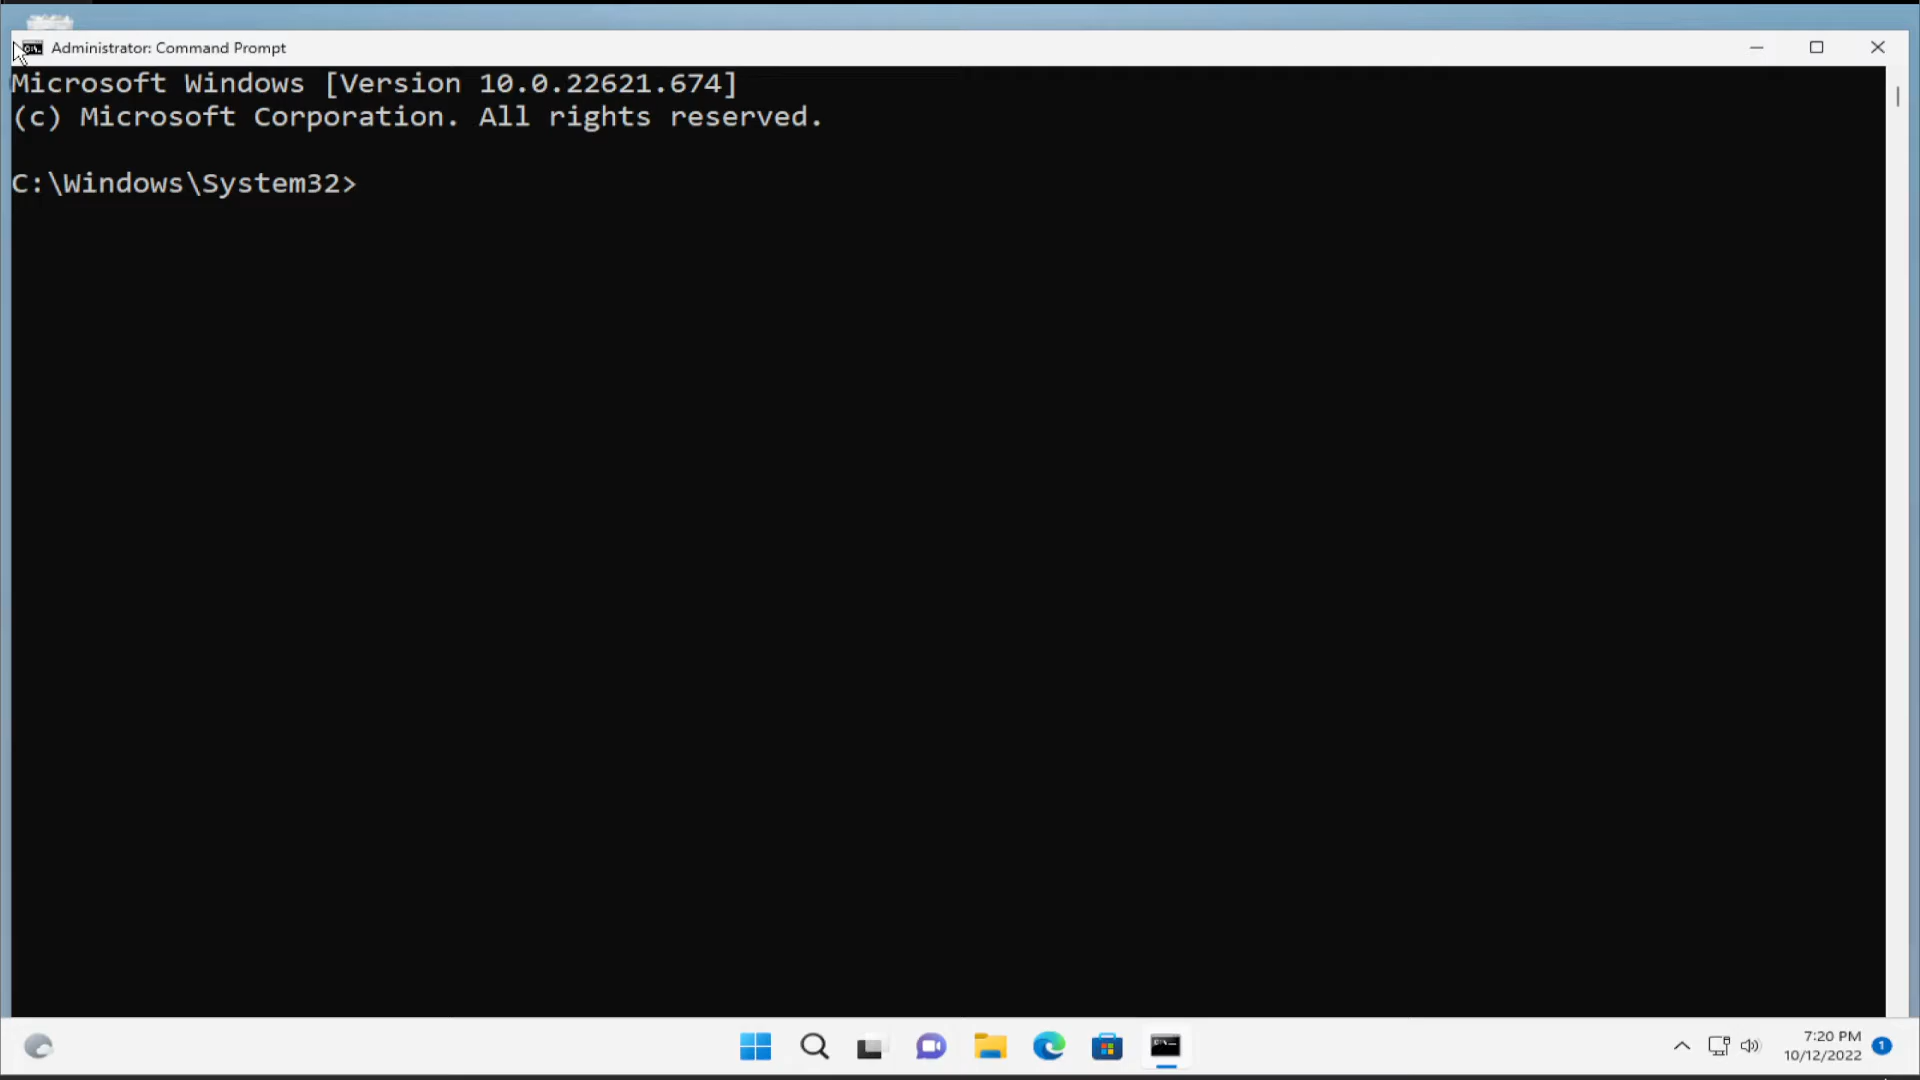 Administrator: Command Prompt
Microsoft Windows [Version 10.0.22621.674]
(c) Microsoft Corporation. All rights reserved.
C:\Windows\System32>
7:20 PM
10/12/2022
1